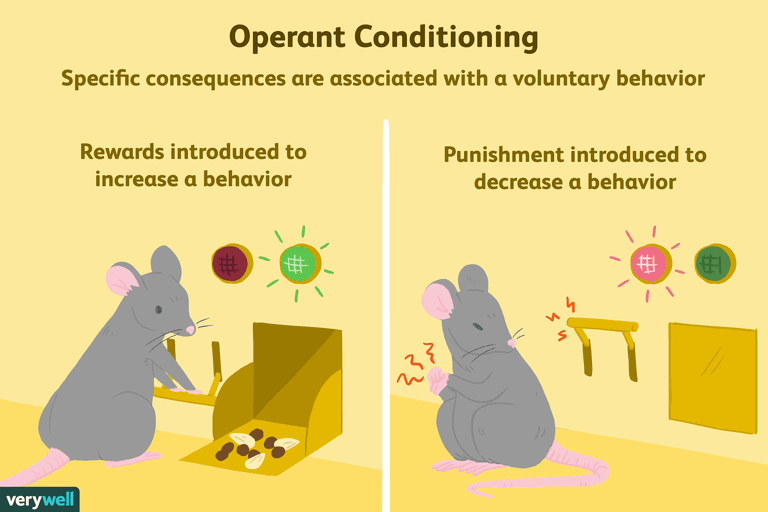 Operant Conditioning
Specific consequences are associated with a voluntary behavior
Rewards introduced to
increase a behavior
Punishment introduced to
decrease a behavior
verywell